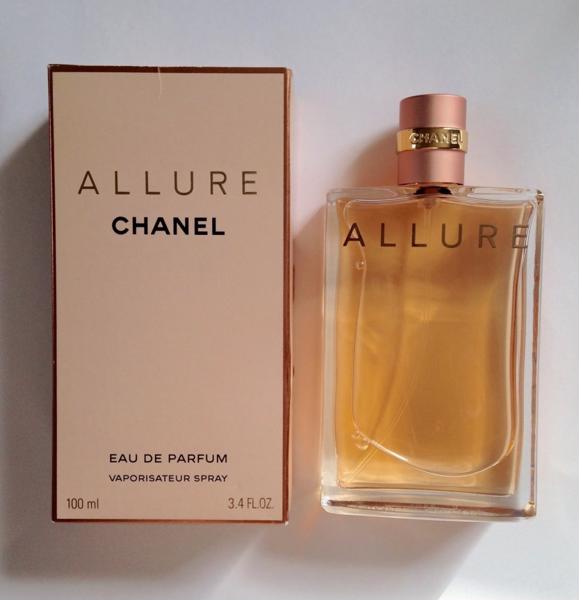 ALLURE
CHANEL
EAU DE PARFUM
VAPORISATEUR SPRAY
100 ml 3.4 FL.OZ.
CHANEL
ALLURE